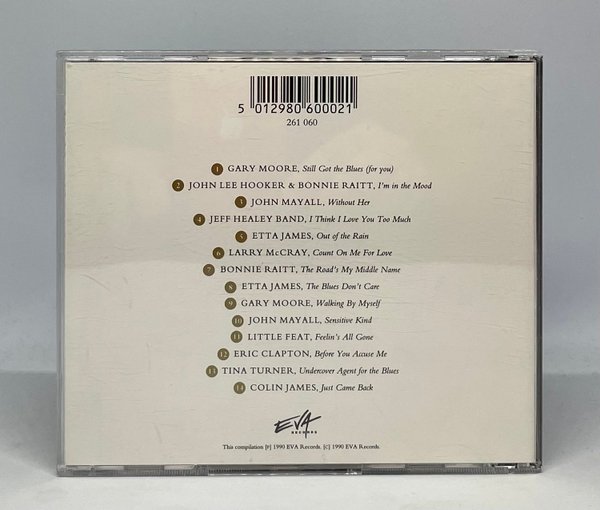 5 012980 600021
261 060
1 GARY MOORE, Still Got the Blues (for you)
2 JOHN LEE HOOKER & BONNIE RAITT, I'm in the Mood
3 JOHN MAYALL, Without Her
4 JEFF HEALEY BAND, I Think I Love You Too Much
5 ETTA JAMES, Out of the Rain
6 LARRY McCRAY, Count On Me For Love
7 BONNIE RAITT, The Road's My Middle Name
8 ETTA JAMES, The Blues Don't Care
9 GARY MOORE, Walking By Myself
10 JOHN MAYALL, Sensitive Kind
11 LITTLE FEAT, Feelin's All Gone
12 ERIC CLAPTON, Before You Accuse Me
13 TINA TURNER, Undercover Agent for the Blues
14 COLIN JAMES, Just Came Back
EVA
RECORDS
This compilation (P) 1990 EVA Records. (C) 1990 EVA Records.